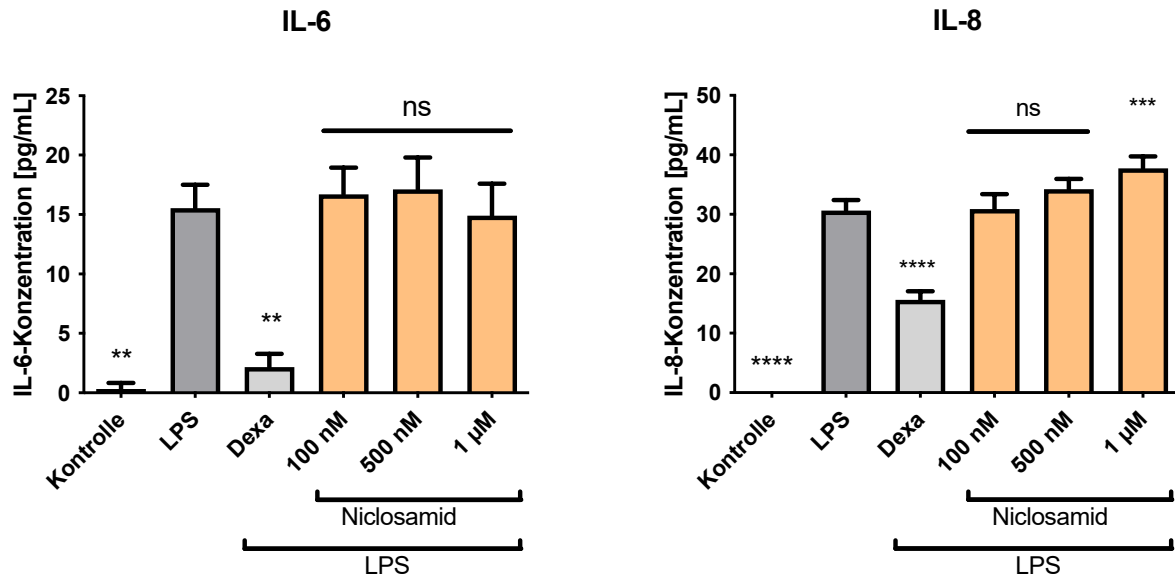 IL-6
IL-6-Konzentration [pg/mL]
25
20
15
10
5
0
**
**
ns
Kontrolle
LPS
Dexa
100 nM
500 nM
1 µM
Niclosamid
LPS
IL-8
IL-8-Konzentration [pg/mL]
50
40
30
20
10
0
****
****
ns
***
Kontrolle
LPS
Dexa
100 nM
500 nM
1 µM
Niclosamid
LPS